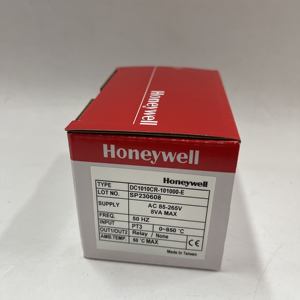 Honeywell
Honeywell
Honeywell
TYPE DC1010CR-101000-E
LOT NO. SP230608
SUPPLY AC 85-265V
8VA MAX
FREQ. 50 HZ
INPUT PT3 0~850 ℃
OUT1/OUT2 Relay / None
AMB.TEMP. 50 ℃ MAX
Made in Taiwan